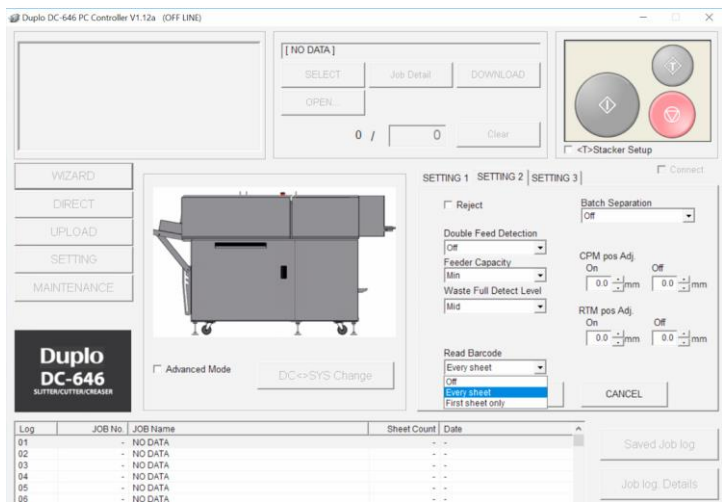 Duplo DC-646 PC Controller V1.12a (OFF LINE)
[ NO DATA ]
SELECT
Job Detail
DOWNLOAD
OPEN...
0 / 0
Clear
T
<T>Stacker Setup
Connect
WIZARD
DIRECT
UPLOAD
SETTING
MAINTENANCE
Duplo
DC-646
SLITTER/CUTTER/CREASER
Advanced Mode
DC<=>SYS Change
SETTING 1 SETTING 2 SETTING 3
Reject
Batch Separation
Off
Double Feed Detection
Off
Feeder Capacity
Min
Waste Full Detect Level
Mid
CPM pos Adj.
On Off
0.0 mm 0.0 mm
RTM pos Adj.
On Off
0.0 mm 0.0 mm
Read Barcode
Every sheet
Off
Every sheet
First sheet only
CANCEL
Log JOB No. JOB Name Sheet Count Date
01 - NO DATA - -
02 - NO DATA - -
03 - NO DATA - -
04 - NO DATA - -
05 - NO DATA - -
06 - NO DATA - -
Saved Job log
Job log. Details